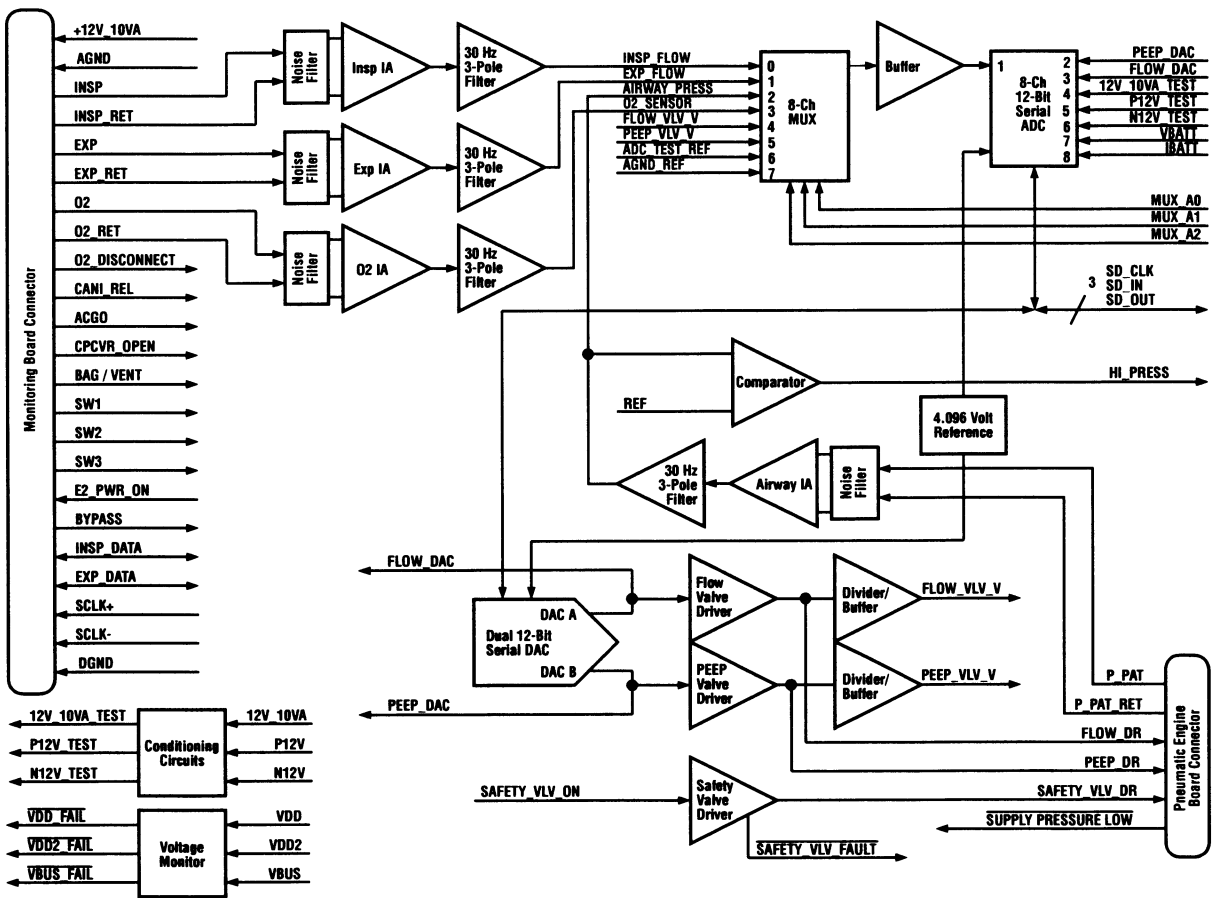 Monitoring Board Connector
+12V_10VA
AGND
INSP
INSP_RET
EXP
EXP_RET
O2
O2_RET
O2_DISCONNECT
CANI_REL
ACGO
CPCVR_OPEN
BAG / VENT
SW1
SW2
SW3
E2_PWR_ON
BYPASS
INSP_DATA
EXP_DATA
SCLK+
SCLK-
DGND
Noise
Filter
Insp IA
30 Hz
3-Pole
Filter
Noise
Filter
Exp IA
30 Hz
3-Pole
Filter
Noise
Filter
O2 IA
30 Hz
3-Pole
Filter
INSP_FLOW
EXP_FLOW
AIRWAY_PRESS
O2_SENSOR
FLOW_VLV_V
PEEP_VLV_V
ADC_TEST_REF
AGND_REF
0
1
2
3
4
5
6
7
8-Ch
MUX
Buffer
1
8-Ch
12-Bit
Serial
ADC
2
3
4
5
6
7
8
PEEP_DAC
FLOW_DAC
12V_10VA_TEST
P12V_TEST
N12V_TEST
VBATT
IBATT
MUX_A0
MUX_A1
MUX_A2
3
SD_CLK
SD_IN
SD_OUT
Comparator
REF
HI_PRESS
4.096 Volt
Reference
30 Hz
3-Pole
Filter
Airway IA
Noise
Filter
FLOW_DAC
DAC A
Dual 12-Bit
Serial DAC
DAC B
PEEP_DAC
Flow
Valve
Driver
Divider/
Buffer
FLOW_VLV_V
PEEP
Valve
Driver
Divider/
Buffer
PEEP_VLV_V
P_PAT
P_PAT_RET
FLOW_DR
PEEP_DR
SAFETY_VLV_ON
Safety
Valve
Driver
SAFETY_VLV_DR
SUPPLY PRESSURE LOW
SAFETY_VLV_FAULT
Pneumatic Engine
Board Connector
12V_10VA_TEST
P12V_TEST
N12V_TEST
Conditioning
Circuits
12V_10VA
P12V
N12V
VDD_FAIL
VDD2_FAIL
VBUS_FAIL
Voltage
Monitor
VDD
VDD2
VBUS